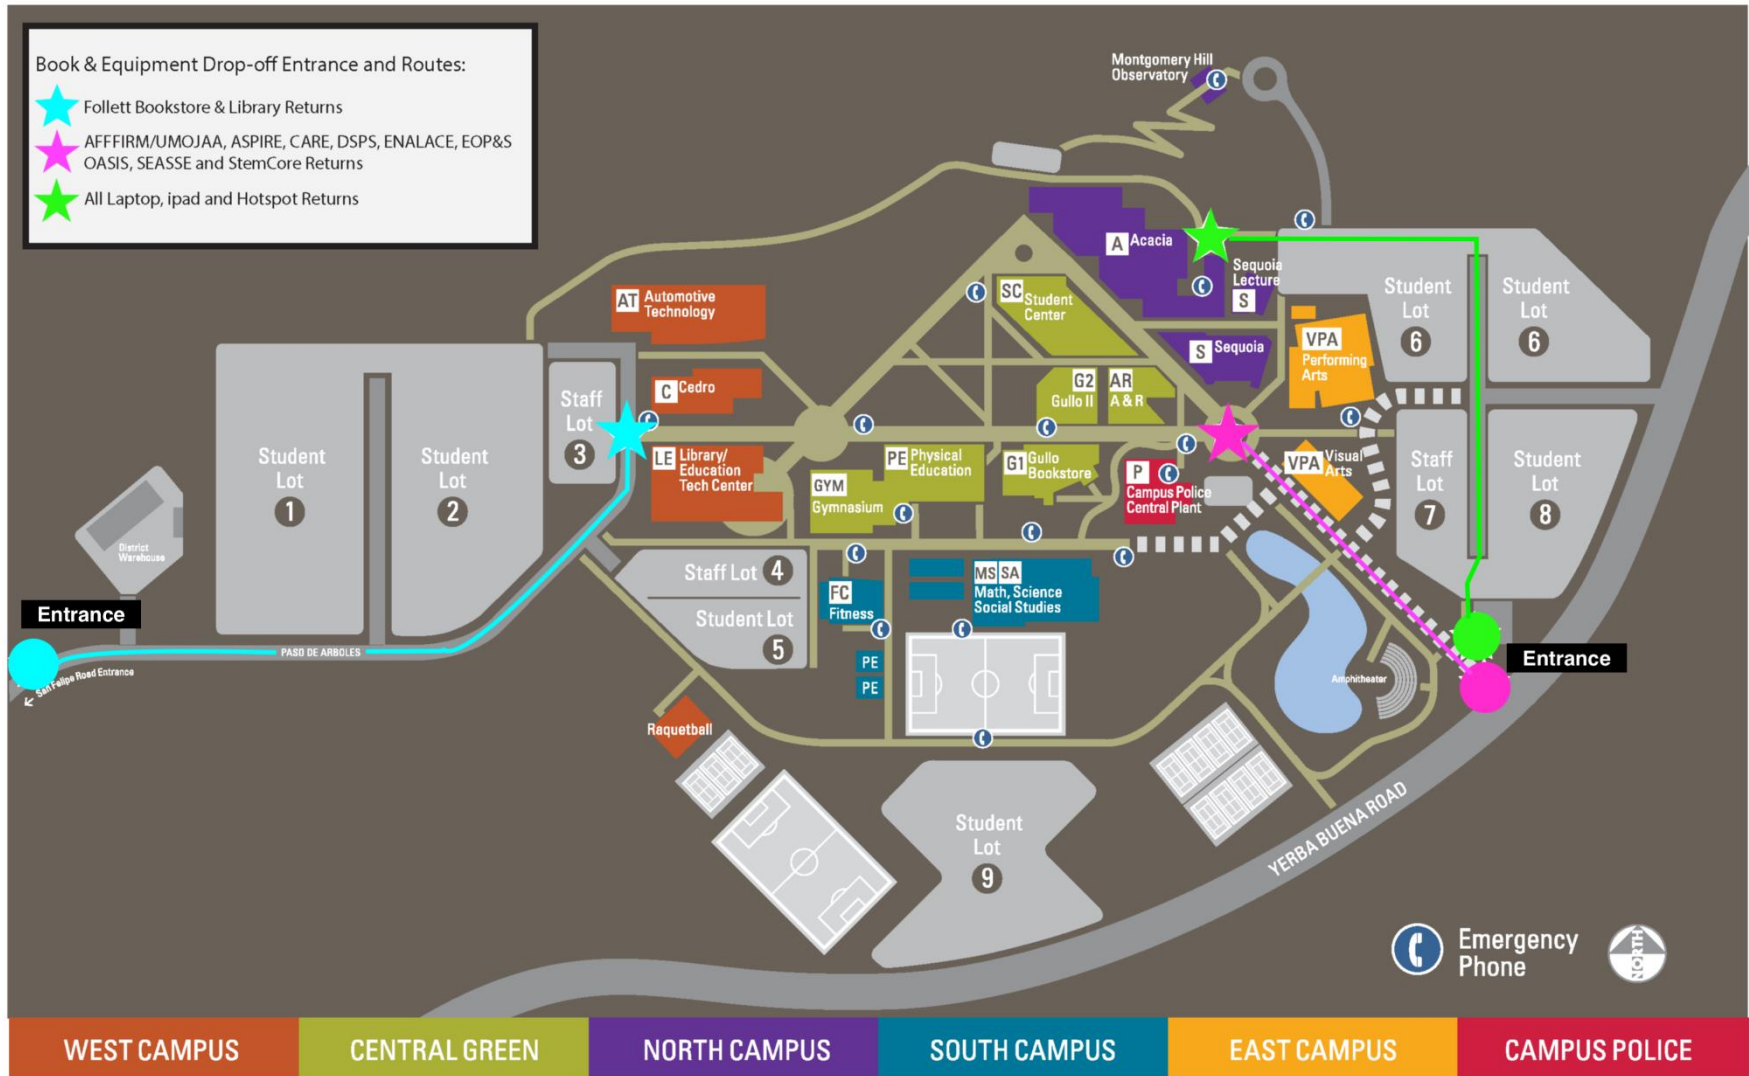 Book & Equipment Drop-off Entrance and Routes:
Follett Bookstore & Library Returns
AFFFIRM/UMOJAA, ASPIRE, CARE, DSPS, ENALACE, EOP&S
OASIS, SEASSE and StemCore Returns
All Laptop, ipad and Hotspot Returns
Montgomery Hill
Observatory
A Acacia
Sequoia
Lecture
S
SC Student
Center
AT Automotive
Technology
S Sequoia
VPA
Performing
Arts
Student
Lot
6
Student
Lot
6
C Cedro
G2
Gullo II
AR
A & R
Staff
Lot
3
Student
Lot
1
Student
Lot
2
LE Library/
Education
Tech Center
PE Physical
Education
GYM
Gymnasium
G1 Gullo
Bookstore
P
Campus Police
Central Plant
VPA Visual
Arts
Staff
Lot
7
Student
Lot
8
District
Warehouse
Staff Lot 4
Student Lot
5
FC
Fitness
MS SA
Math, Science
Social Studies
PE
PE
Entrance
PASO DE ARBOLES
San Felipe Road Entrance
Entrance
Amphitheater
Raquetball
Student
Lot
9
YERBA BUENA ROAD
Emergency
Phone
NORTH
WEST CAMPUS
CENTRAL GREEN
NORTH CAMPUS
SOUTH CAMPUS
EAST CAMPUS
CAMPUS POLICE